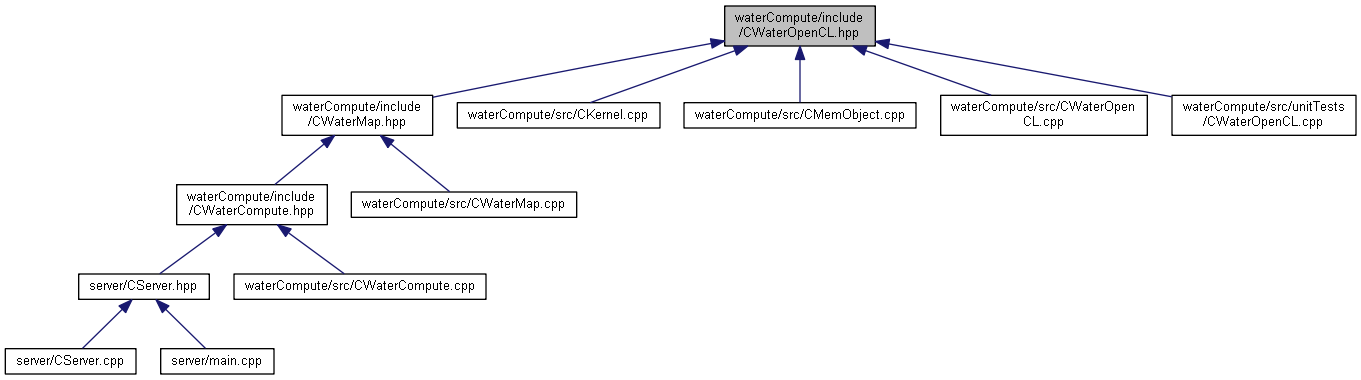 waterCompute/include
/CWaterOpenCL.hpp
waterCompute/include
/CWaterMap.hpp
waterCompute/src/CKernel.cpp
waterCompute/src/CMemObject.cpp
waterCompute/src/CWaterOpen
CL.cpp
waterCompute/src/unitTests
/CWaterOpenCL.cpp
waterCompute/include
/CWaterCompute.hpp
waterCompute/src/CWaterMap.cpp
server/CServer.hpp
waterCompute/src/CWaterCompute.cpp
server/CServer.cpp
server/main.cpp